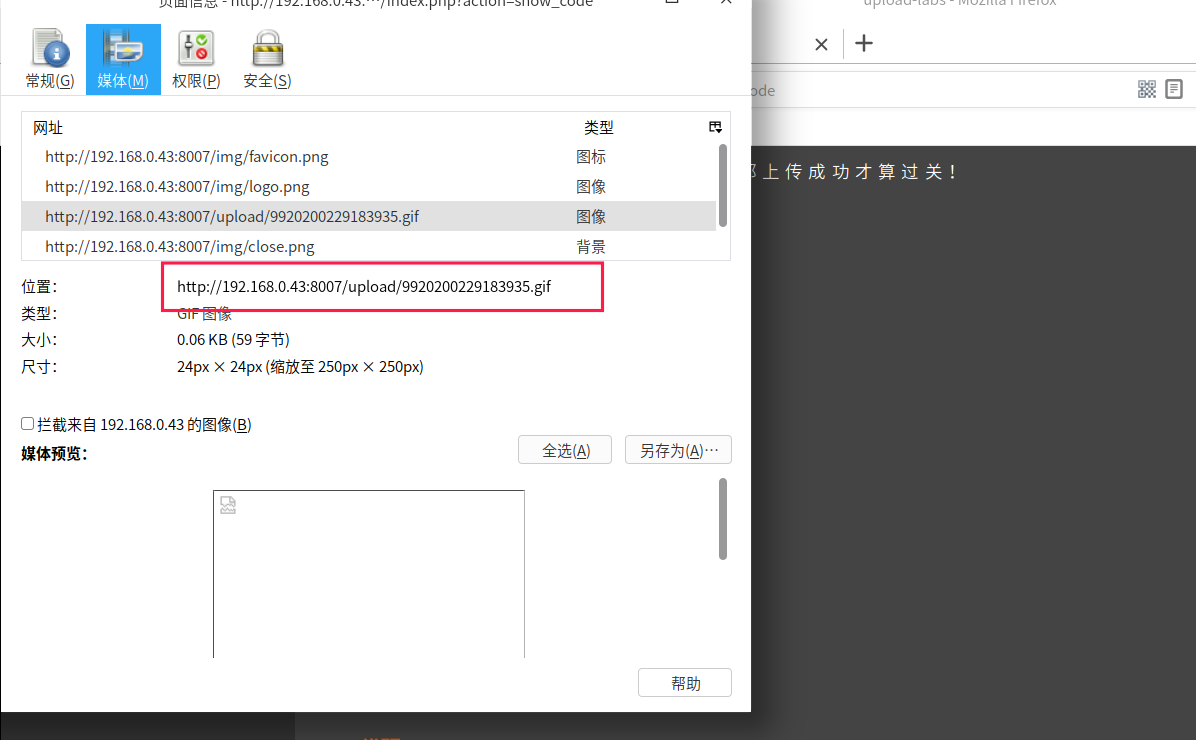 页面信息 - http://192.168.0.43:…/index.php?action=show_code
upload-labs - Mozilla Firefox
常规(G)
媒体(M)
权限(P)
安全(S)
ode
网址 类型
http://192.168.0.43:8007/img/favicon.png 图标
http://192.168.0.43:8007/img/logo.png 图像
http://192.168.0.43:8007/upload/9920200229183935.gif 图像
http://192.168.0.43:8007/img/close.png 背景
上传成功才算过关！
位置： http://192.168.0.43:8007/upload/9920200229183935.gif
类型： GIF 图像
大小： 0.06 KB (59 字节)
尺寸： 24px × 24px (缩放至 250px × 250px)
拦截来自 192.168.0.43 的图像(B)
媒体预览：
全选(A)
另存为(A)…
帮助